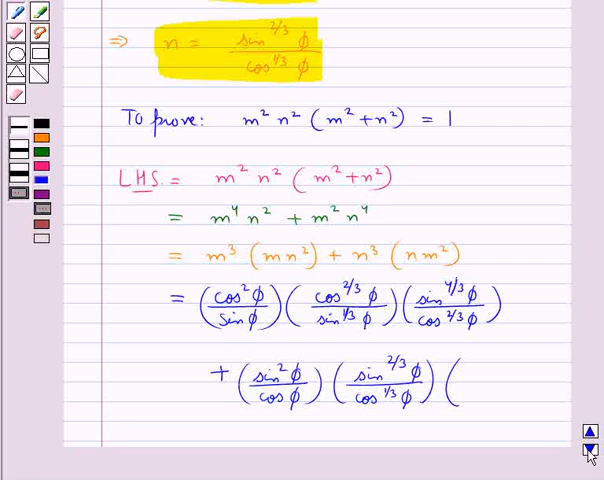 ⇒ n = sin^{2/3} φ / cos^{1/3} φ
To prove: m² n² (m² + n²) = 1
LHS. = m² n² (m² + n²)
= m⁴ n² + m² n⁴
= m³ (m n²) + n³ (n m²)
= (cos² φ / sin φ) (cos^{2/3} φ / sin^{1/3} φ) (sin^{4/3} φ / cos^{2/3} φ)
+ (sin² φ / cos φ) (sin^{2/3} φ / cos^{1/3} φ) (